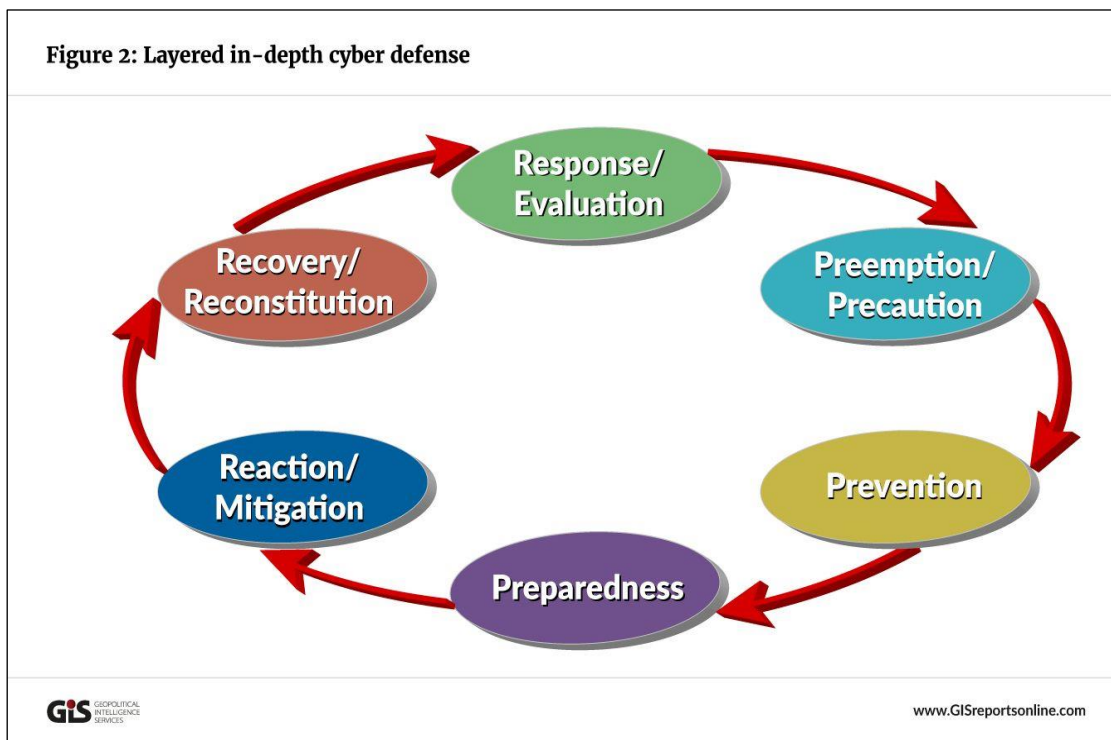 Figure 2: Layered in-depth cyber defense
Response/
Evaluation
Preemption/
Precaution
Prevention
Preparedness
Reaction/
Mitigation
Recovery/
Reconstitution
GIS
GEOPOLITICAL
INTELLIGENCE
SERVICES
www.GISreportsonline.com